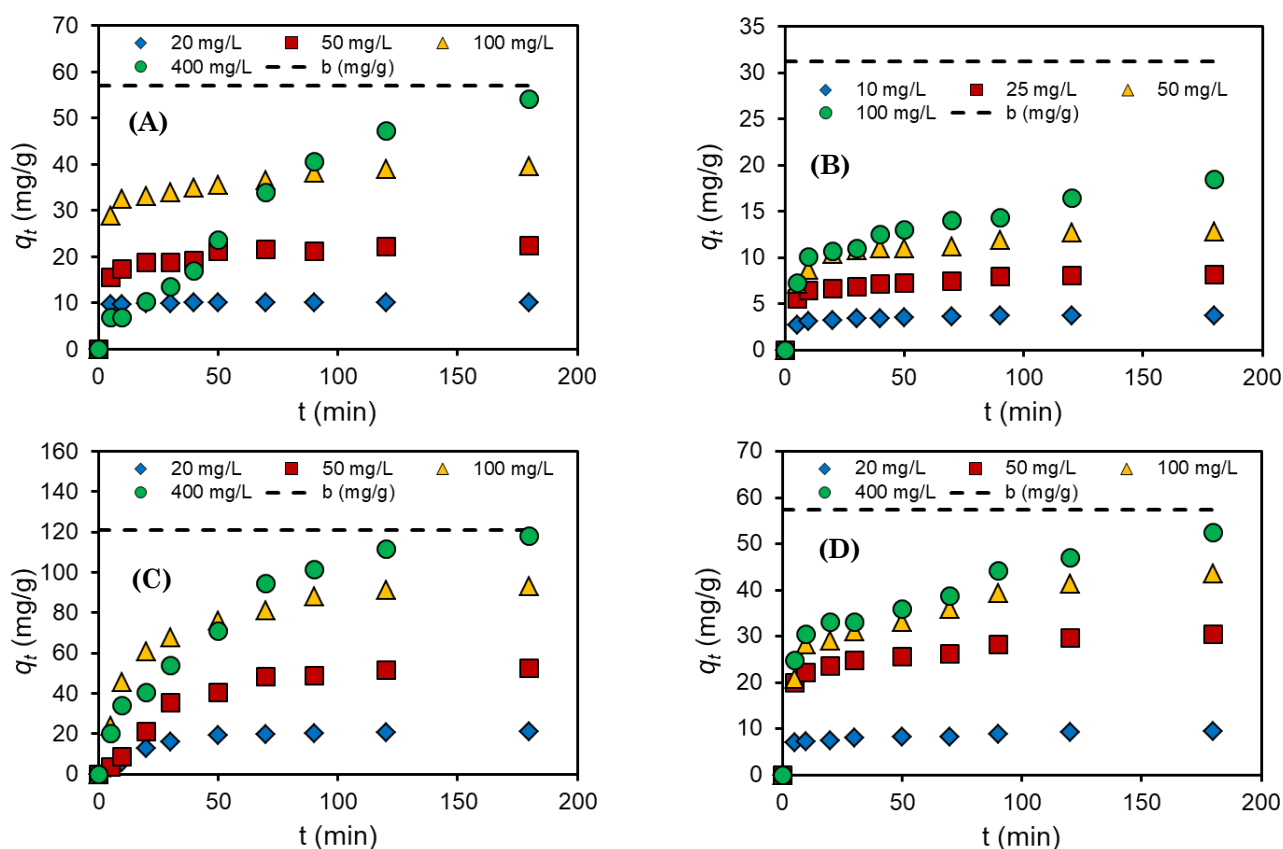 70
60
50
40
30
20
10
0
qt (mg/g)
20 mg/L 50 mg/L 100 mg/L
400 mg/L b (mg/g)
(A)
0 50 100 150 200
t (min)
35
30
25
20
15
10
5
0
qt (mg/g)
10 mg/L 25 mg/L 50 mg/L
100 mg/L b (mg/g)
(B)
0 50 100 150 200
t (min)
160
140
120
100
80
60
40
20
0
qt (mg/g)
20 mg/L 50 mg/L 100 mg/L
400 mg/L b (mg/g)
(C)
0 50 100 150 200
t (min)
70
60
50
40
30
20
10
0
qt (mg/g)
20 mg/L 50 mg/L 100 mg/L
400 mg/L b (mg/g)
(D)
0 50 100 150 200
t (min)